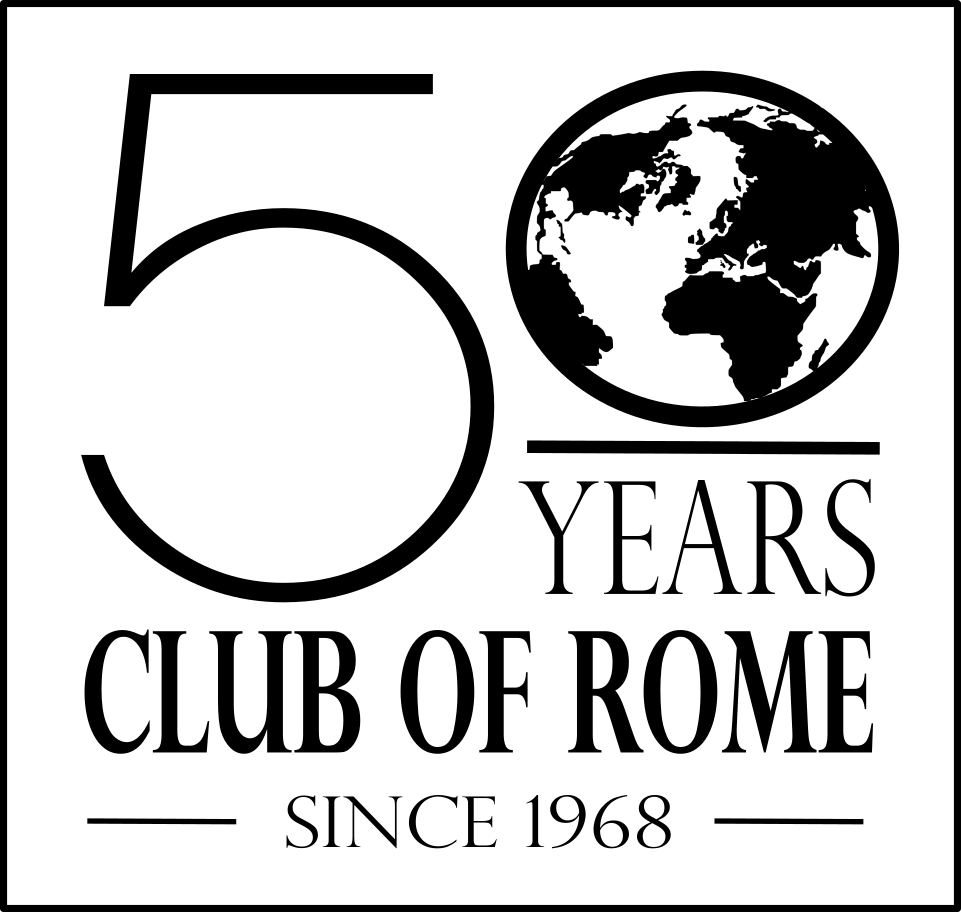 50
YEARS
CLUB OF ROME
SINCE 1968